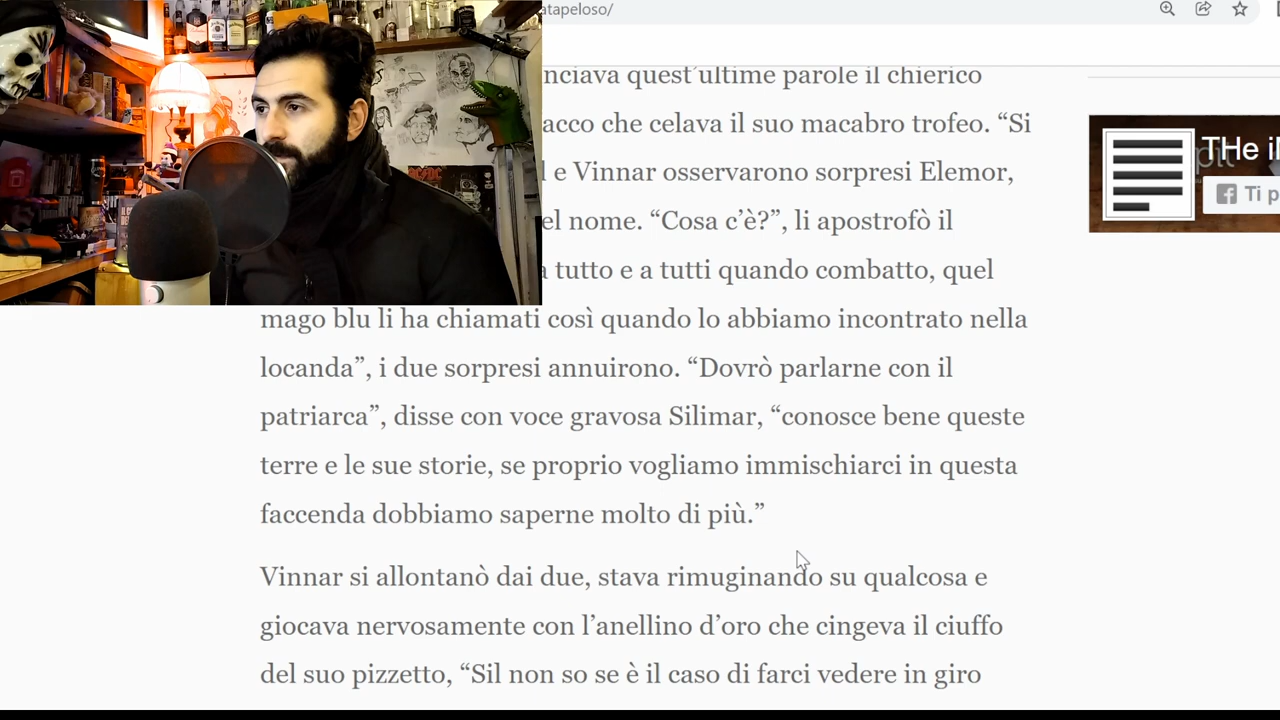 atapeloso/
nciava quest'ultime parole il chierico
acco che celava il suo macabro trofeo. “Si
l e Vinnar osservarono sorpresi Elemor,
el nome. “Cosa c’è?”, li apostrofò il
a tutto e a tutti quando combatto, quel
mago blu li ha chiamati così quando lo abbiamo incontrato nella
locanda”, i due sorpresi annuirono. “Dovrò parlarne con il
patriarca”, disse con voce gravosa Silimar, “conosce bene queste
terre e le sue storie, se proprio vogliamo immischiarci in questa
faccenda dobbiamo saperne molto di più.”
Vinnar si allontanò dai due, stava rimuginando su qualcosa e
giocava nervosamente con l’anellino d’oro che cingeva il ciuffo
del suo pizzetto, “Sil non so se è il caso di farci vedere in giro
THe
Ti p
AC/DC